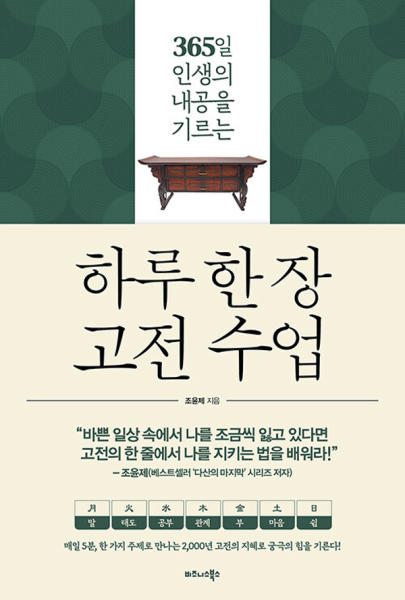 365일
인생의
내공을
기르는
하루 한 장
고전 수업
조윤제 지음
“바쁜 일상 속에서 나를 조금씩 잃고 있다면
고전의 한 줄에서 나를 지키는 법을 배워라!”
– 조윤제(베스트셀러 ‘다산의 마지막’ 시리즈 저자)
月 火 水 木 金 土 日
말 태도 공부 관계 부 마음 쉼
매일 5분, 한 가지 주제로 만나는 2,000년 고전의 지혜로 궁극의 힘을 기른다!
비즈니스북스